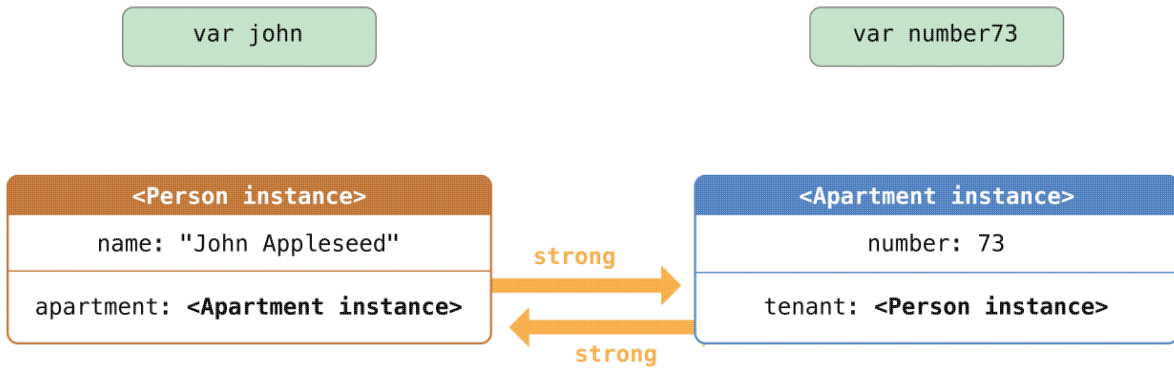 var john
var number73
<Person instance>
<Apartment instance>
name: "John Appleseed"
number: 73
strong
apartment: <Apartment instance>
tenant: <Person instance>
strong